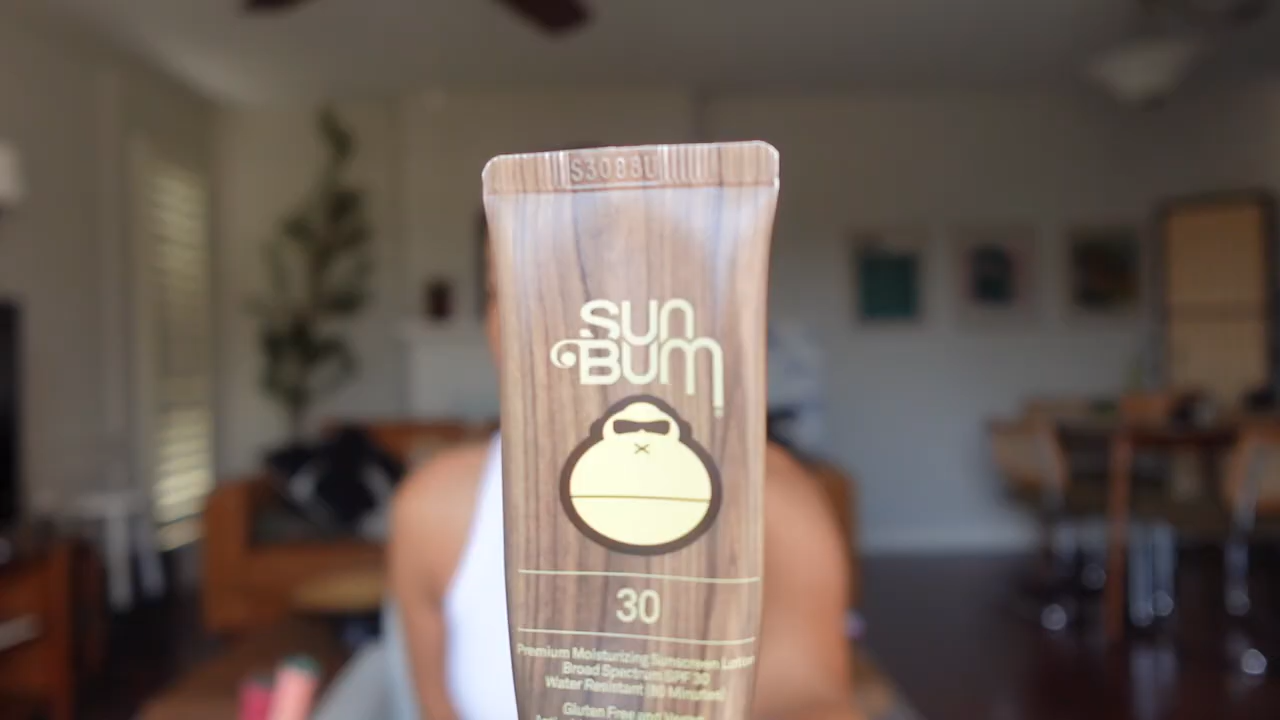 S3088U
SUN
BUM
30
Premium Moisturizing Sunscreen Lotion
Broad Spectrum SPF 30
Water Resistant (80 Minutes)
Gluten Free and Vegan